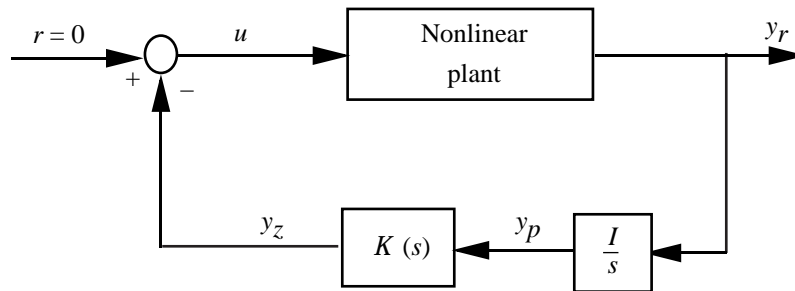 r = 0
u
Nonlinear
plant
y_r
+
−
y_z
K (s)
y_p
I
s